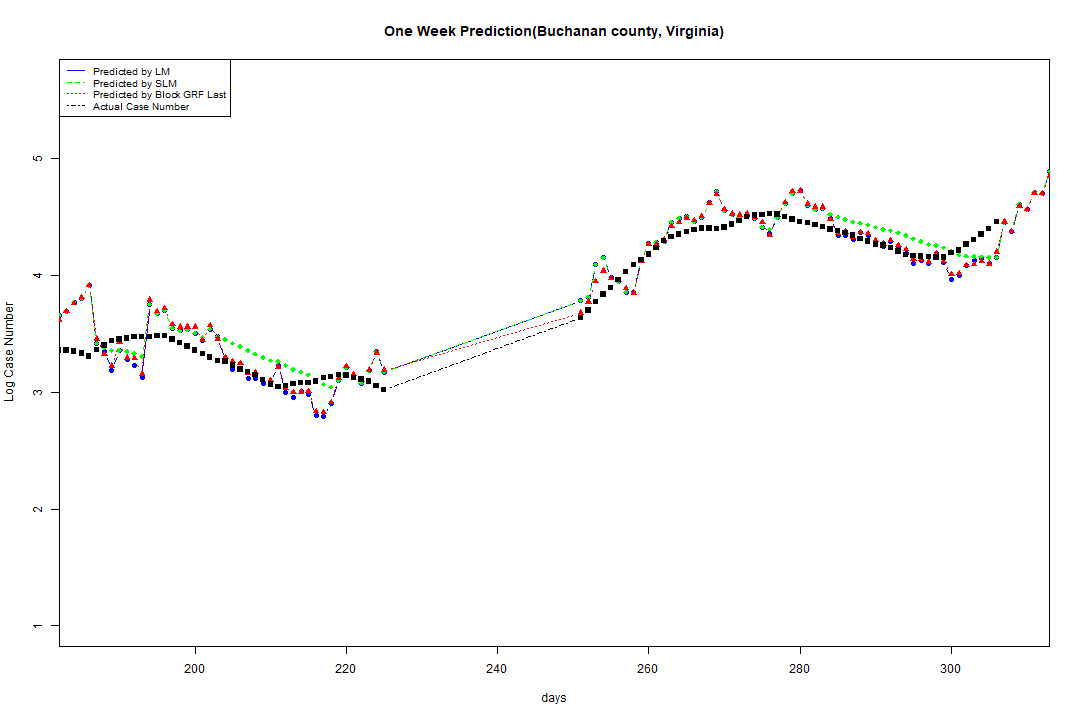 One Week Prediction(Buchanan county, Virginia)
Predicted by LM
Predicted by SLM
Predicted by Block GRF Last
Actual Case Number
5
4
3
2
1
Log Case Number
200 220 240 260 280 300
days